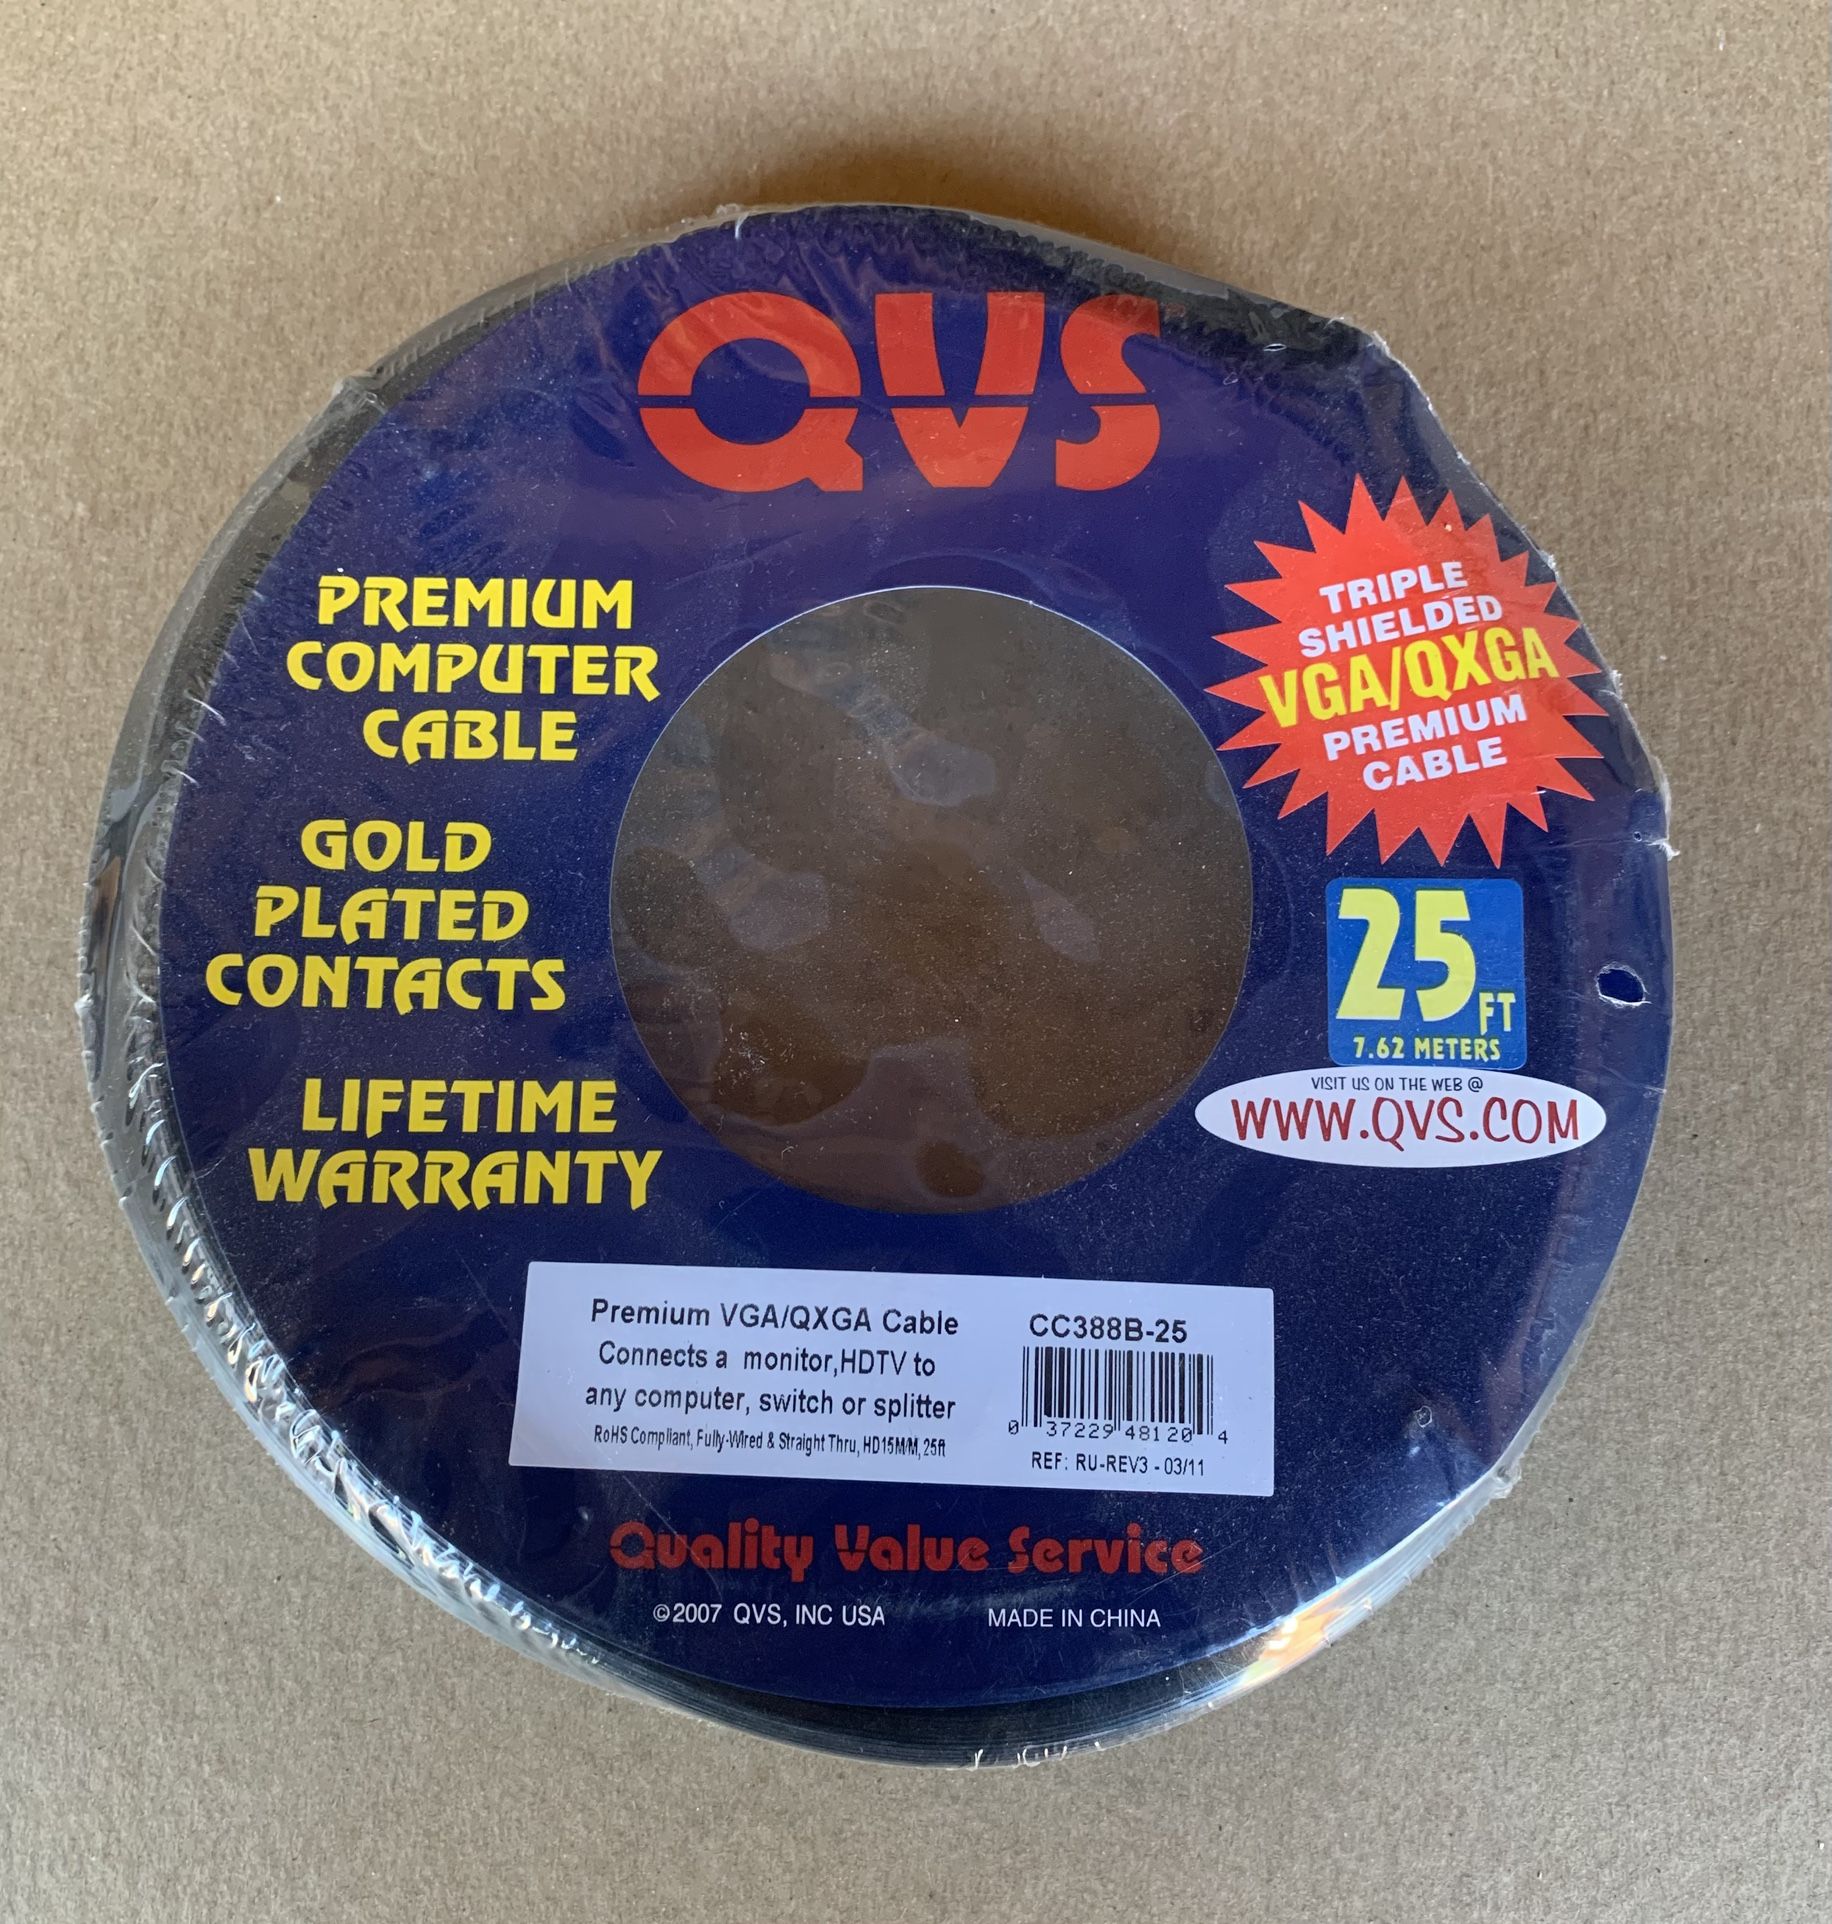 QVS
PREMIUM
COMPUTER
CABLE
GOLD
PLATED
CONTACTS
LIFETIME
WARRANTY
TRIPLE
SHIELDED
VGA/QXGA
PREMIUM
CABLE
25 FT
7.62 METERS
VISIT US ON THE WEB @
WWW.QVS.COM
Premium VGA/QXGA Cable
Connects a monitor,HDTV to
any computer, switch or splitter
RoHS Compliant, Fully-Wired & Straight Thru, HD15M/M, 25ft
CC388B-25
0 37229 48120 4
REF: RU-REV3 - 03/11
Quality Value Service
©2007 QVS, INC USA
MADE IN CHINA